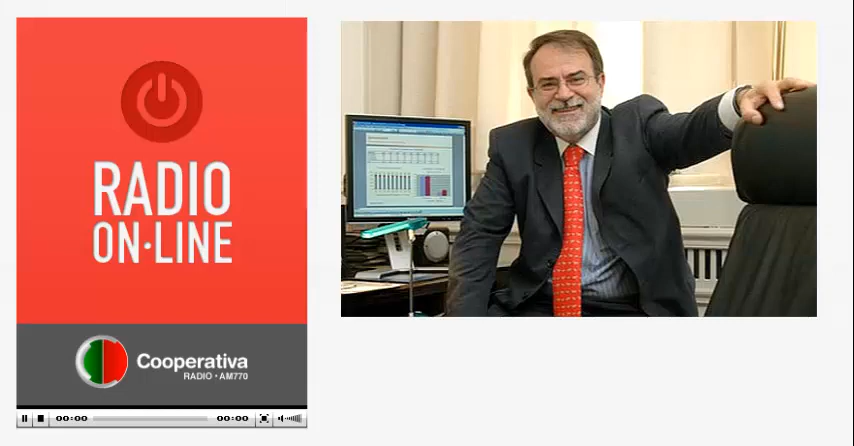 RADIO
ON·LINE
Cooperativa
RADIO · AM770
00:00
00:00